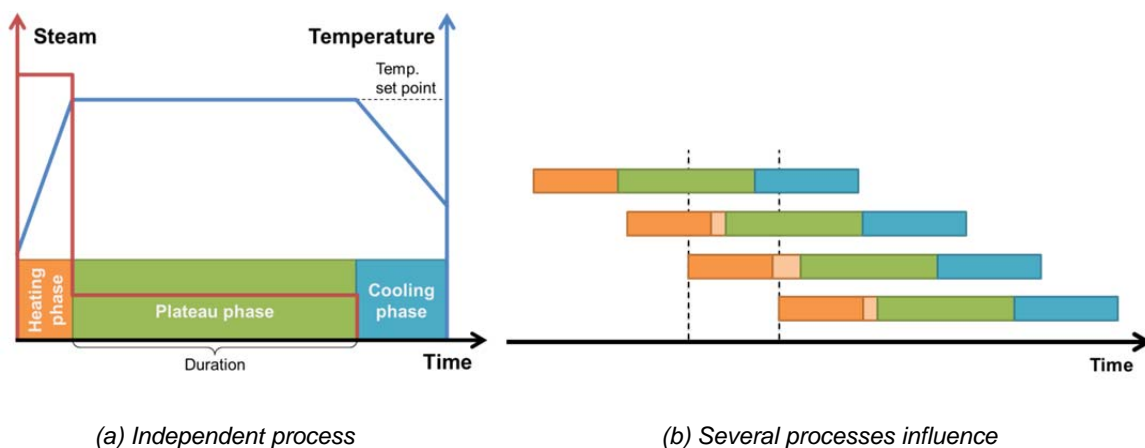 Steam
Temperature
Temp.
set point
Heating
phase
Plateau phase
Cooling
phase
Duration
Time
Time
(a) Independent process
(b) Several processes influence